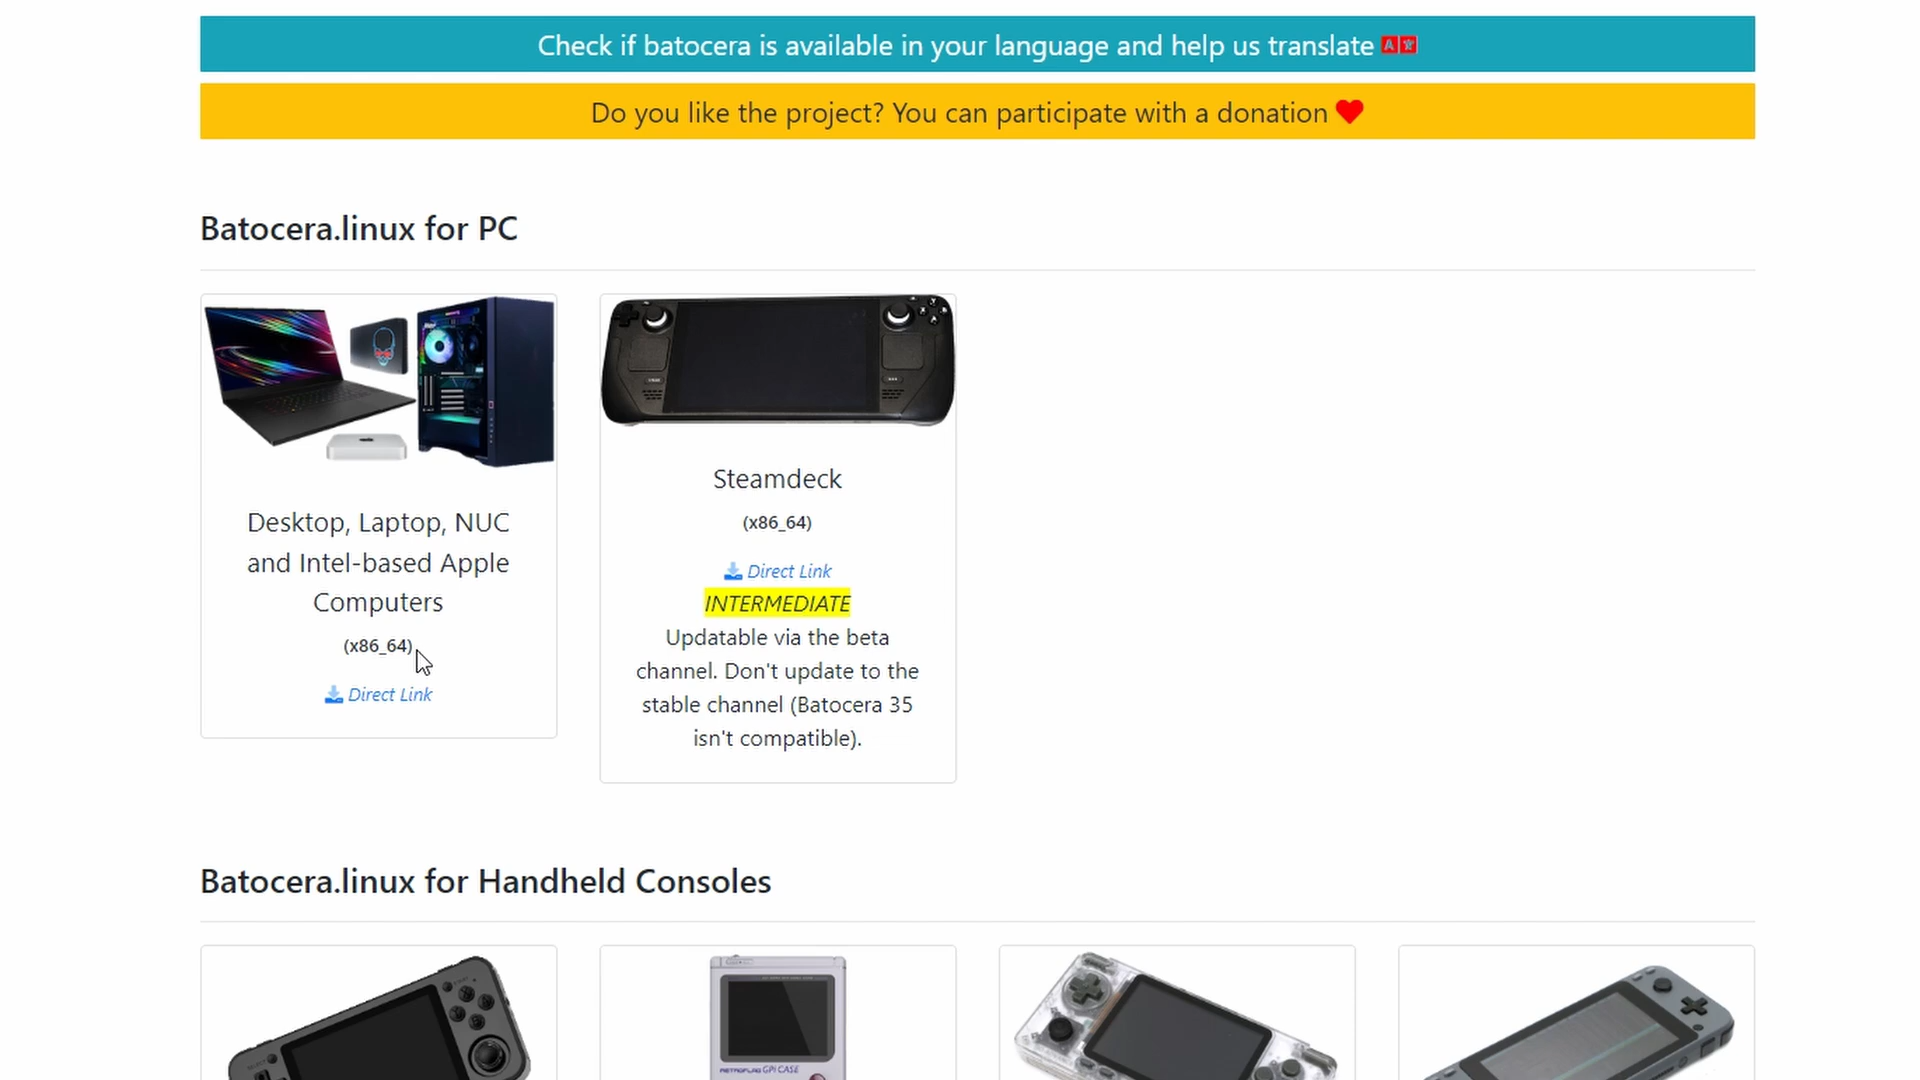 Check if batocera is available in your language and help us translate
Do you like the project? You can participate with a donation
Batocera.linux for PC
Desktop, Laptop, NUC
and Intel-based Apple
Computers
(x86_64)
Direct Link
Steamdeck
(x86_64)
Direct Link
INTERMEDIATE
Updatable via the beta
channel. Don't update to the
stable channel (Batocera 35
isn't compatible).
Batocera.linux for Handheld Consoles
RETROFLAG GPi CASE